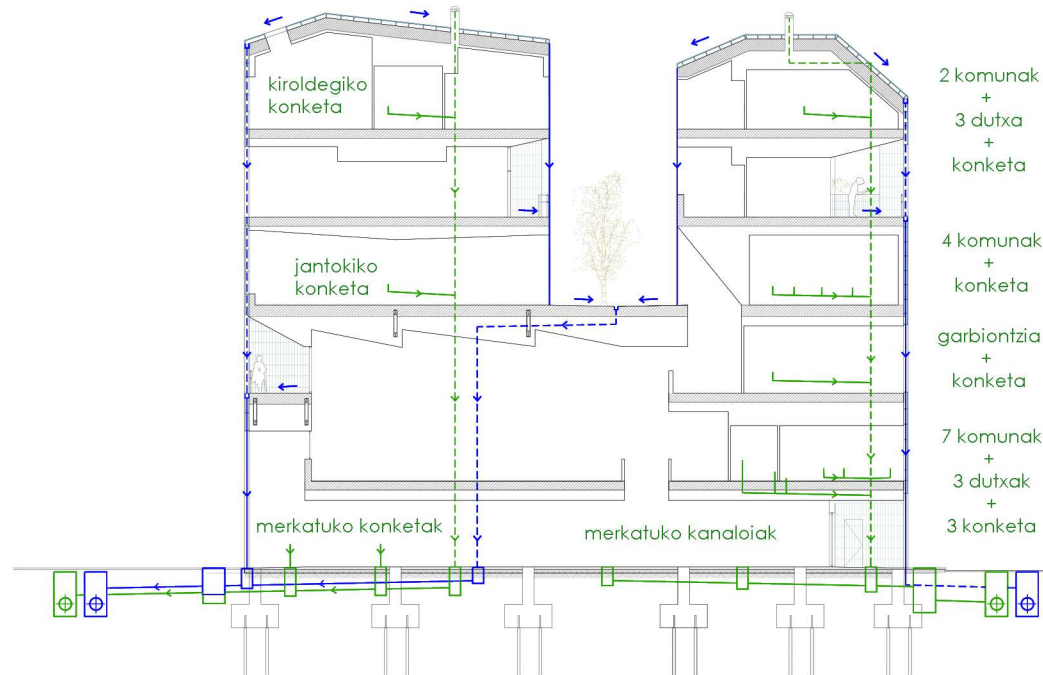 kiroldegiko
konketa
jantokiko
konketa
merkatuko konketak
merkatuko kanaloiak
2 komunak
+
3 dutxa
+
konketa
4 komunak
+
konketa
garbiontzia
+
konketa
7 komunak
+
3 dutxak
+
3 konketa